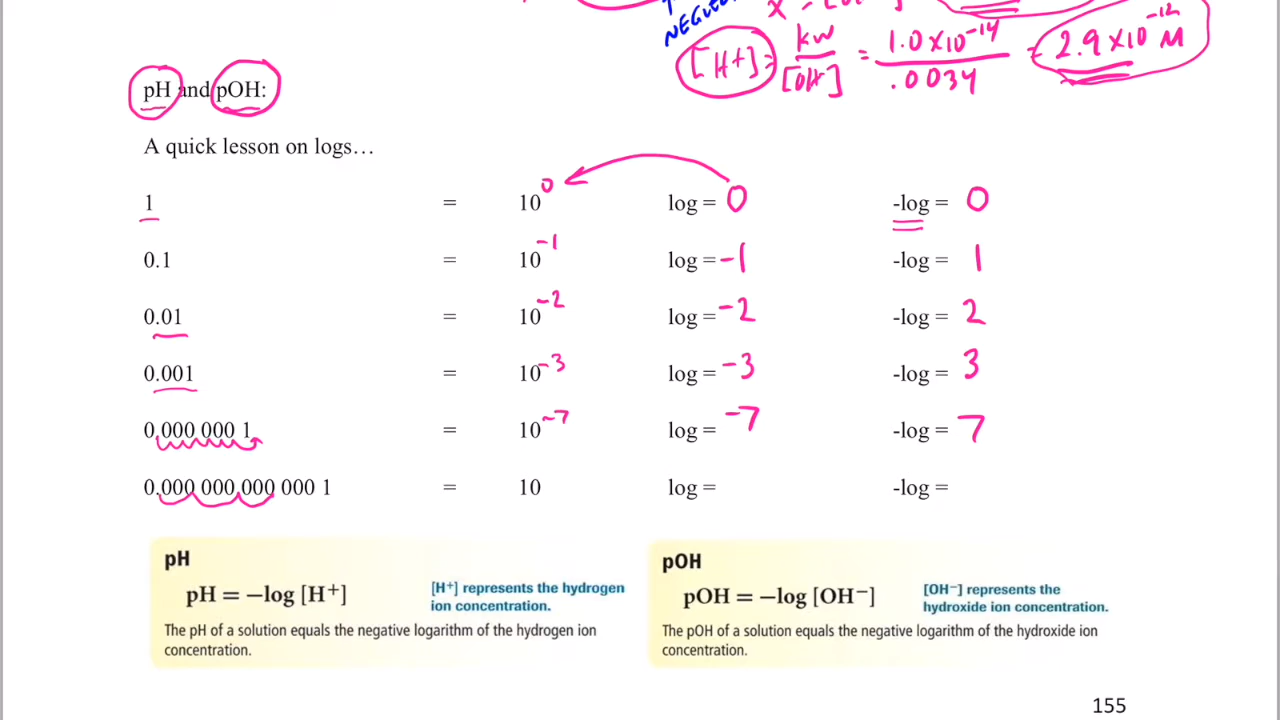 NEGLE
[H+] = Kw / [OH-] = 1.0 x 10^-14 / .0034 = 2.9 x 10^-12 M
pH and pOH:
A quick lesson on logs…
1 = 10^0 log = 0 -log = 0
0.1 = 10^-1 log = -1 -log = 1
0.01 = 10^-2 log = -2 -log = 2
0.001 = 10^-3 log = -3 -log = 3
0.000 000 1 = 10^-7 log = -7 -log = 7
0.000 000 000 000 1 = 10 log = -log =
pH
pH = −log [H+]
[H+] represents the hydrogen
ion concentration.
The pH of a solution equals the negative logarithm of the hydrogen ion
concentration.
pOH
pOH = −log [OH−]
[OH−] represents the
hydroxide ion concentration.
The pOH of a solution equals the negative logarithm of the hydroxide ion
concentration.
155